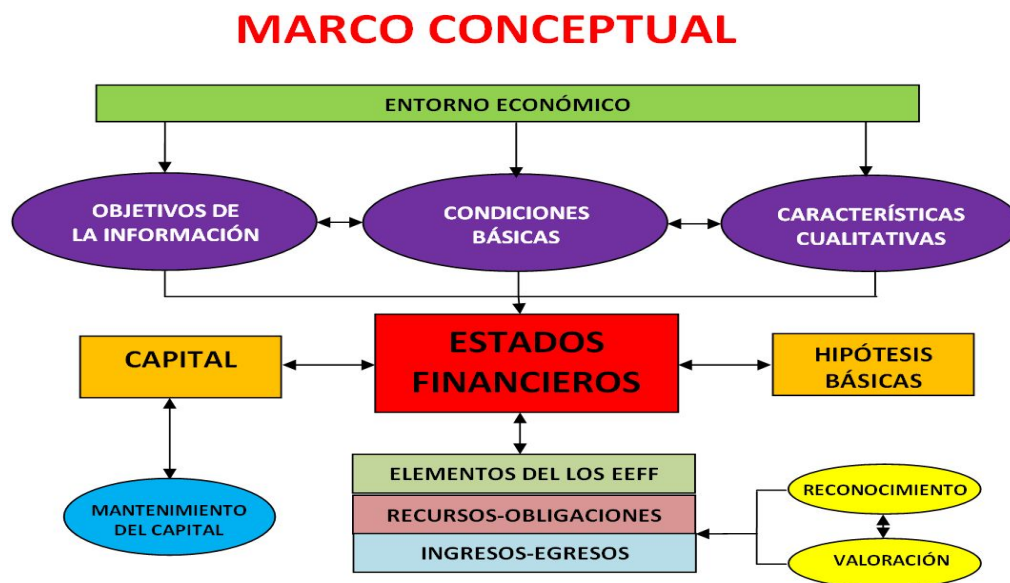 MARCO CONCEPTUAL
ENTORNO ECONÓMICO
OBJETIVOS DE
LA INFORMACIÓN
CONDICIONES
BÁSICAS
CARACTERÍSTICAS
CUALITATIVAS
CAPITAL
ESTADOS
FINANCIEROS
HIPÓTESIS
BÁSICAS
MANTENIMIENTO
DEL CAPITAL
ELEMENTOS DEL LOS EEFF
RECURSOS-OBLIGACIONES
INGRESOS-EGRESOS
RECONOCIMIENTO
VALORACIÓN